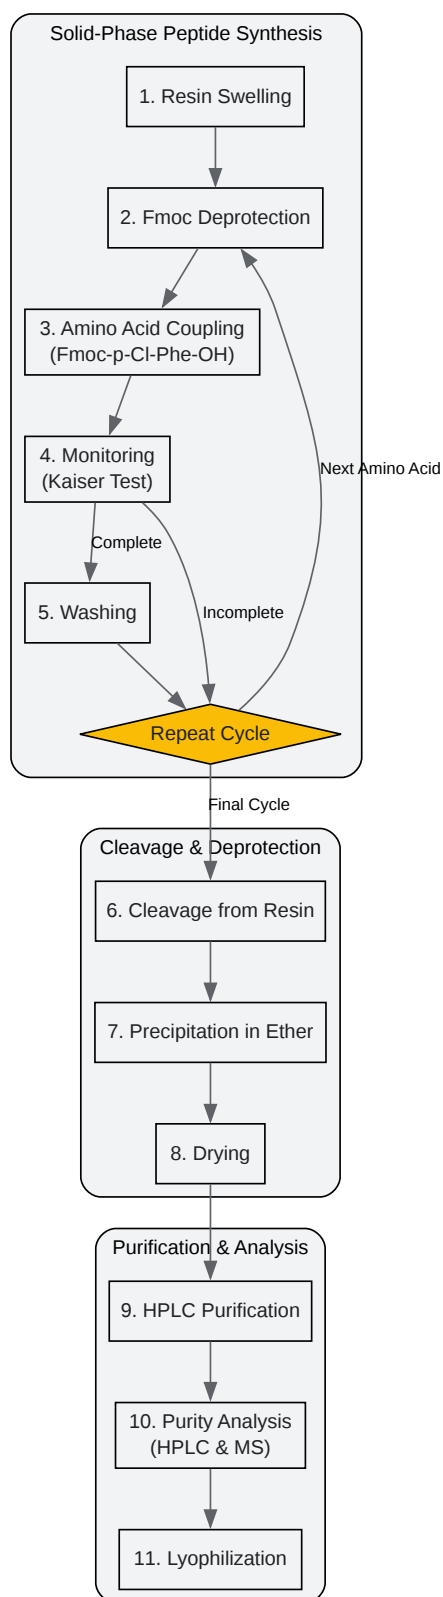 Solid-Phase Peptide Synthesis
1. Resin Swelling
2. Fmoc Deprotection
3. Amino Acid Coupling
(Fmoc-p-Cl-Phe-OH)
4. Monitoring
(Kaiser Test)
Next Amino Acid
Complete
5. Washing
Incomplete
Repeat Cycle
Final Cycle
Cleavage & Deprotection
6. Cleavage from Resin
7. Precipitation in Ether
8. Drying
Purification & Analysis
9. HPLC Purification
10. Purity Analysis
(HPLC & MS)
11. Lyophilization